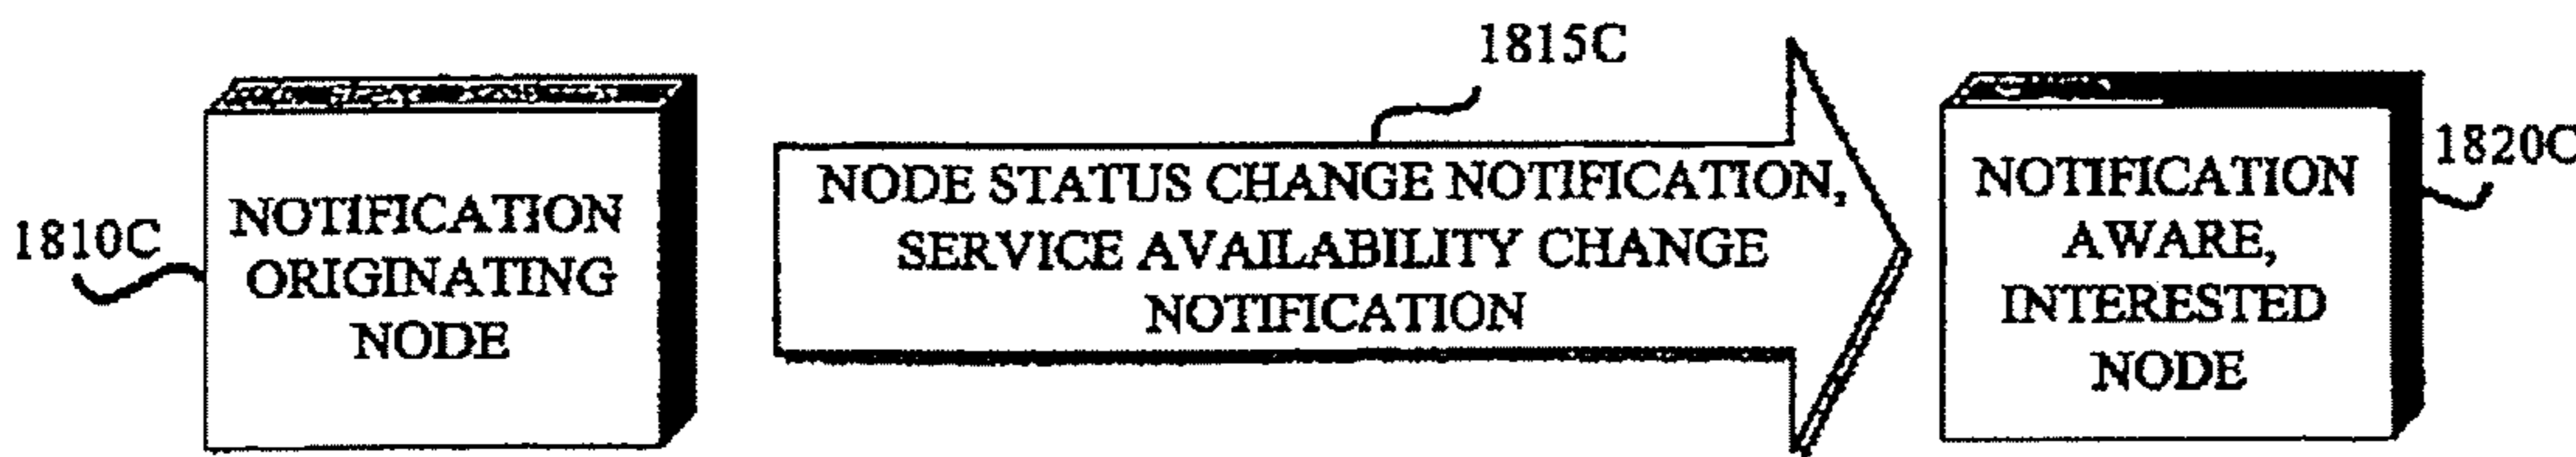 1810C
NOTIFICATION
ORIGINATING
NODE
1815C
NODE STATUS CHANGE NOTIFICATION,
SERVICE AVAILABILITY CHANGE
NOTIFICATION
NOTIFICATION
AWARE,
INTERESTED
NODE
1820C